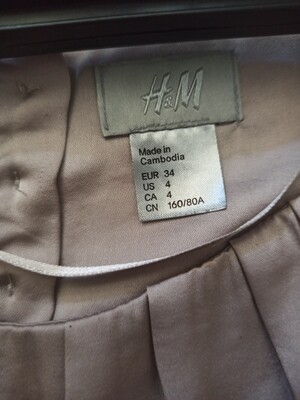 H&M
Made in
Cambodia
EUR 34
US 4
CA 4
CN 160/80A